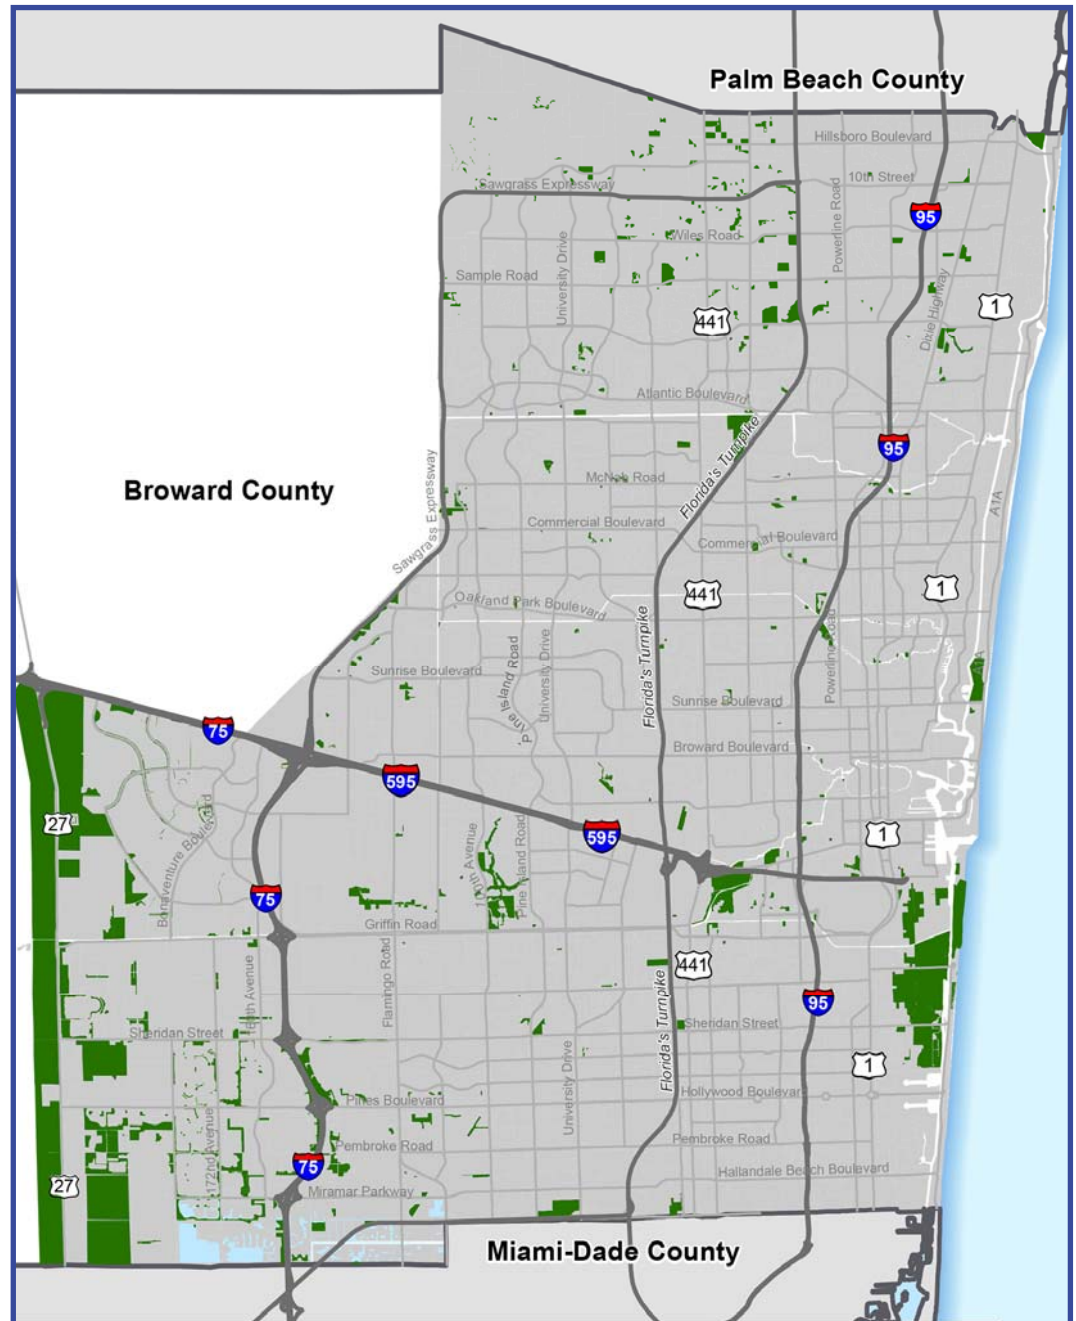 Palm Beach County
Hillsboro Boulevard
10th Street
Sawgrass Expressway
Powerline Road
95
Wiles Road
University Drive
Sample Road
Dixie Highway
1
441
Atlantic Boulevard
Florida's Turnpike
95
McNab Road
Sawgrass Expressway
Broward County
A1A
Commercial Boulevard
Commercial Boulevard
1
441
Oakland Park Boulevard
Florida's Turnpike
Powerline Road
Pine Island Road
University Drive
Sunrise Boulevard
Sunrise Boulevard
75
Broward Boulevard
595
27
595
1
Bonaventure Boulevard
Pine Island Road
75
Griffin Road
Flamingo Road
441
Florida's Turnpike
95
Sheridan Street
Sheridan Street
1
University Drive
Hollywood Boulevard
Pines Boulevard
172nd Avenue
Pembroke Road
Pembroke Road
75
Hallandale Beach Boulevard
27
Miramar Parkway
Miami-Dade County